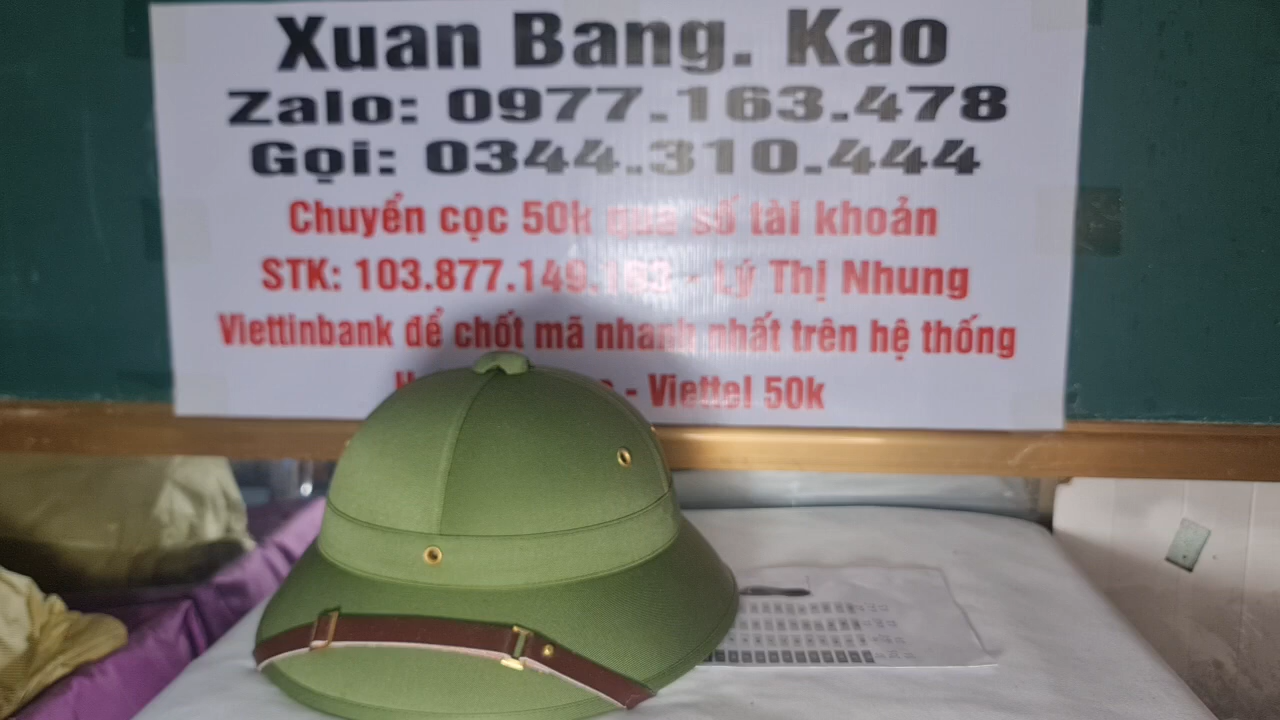 Xuan Bang. Kao
Zalo: 0977.163.478
Gọi: 0344.310.444
Chuyển cọc 50k qua số tài khoản
STK: 103.877.149.163 - Lý Thị Nhung
Viettinbank để chốt mã nhanh nhất trên hệ thống
- Viettel 50k